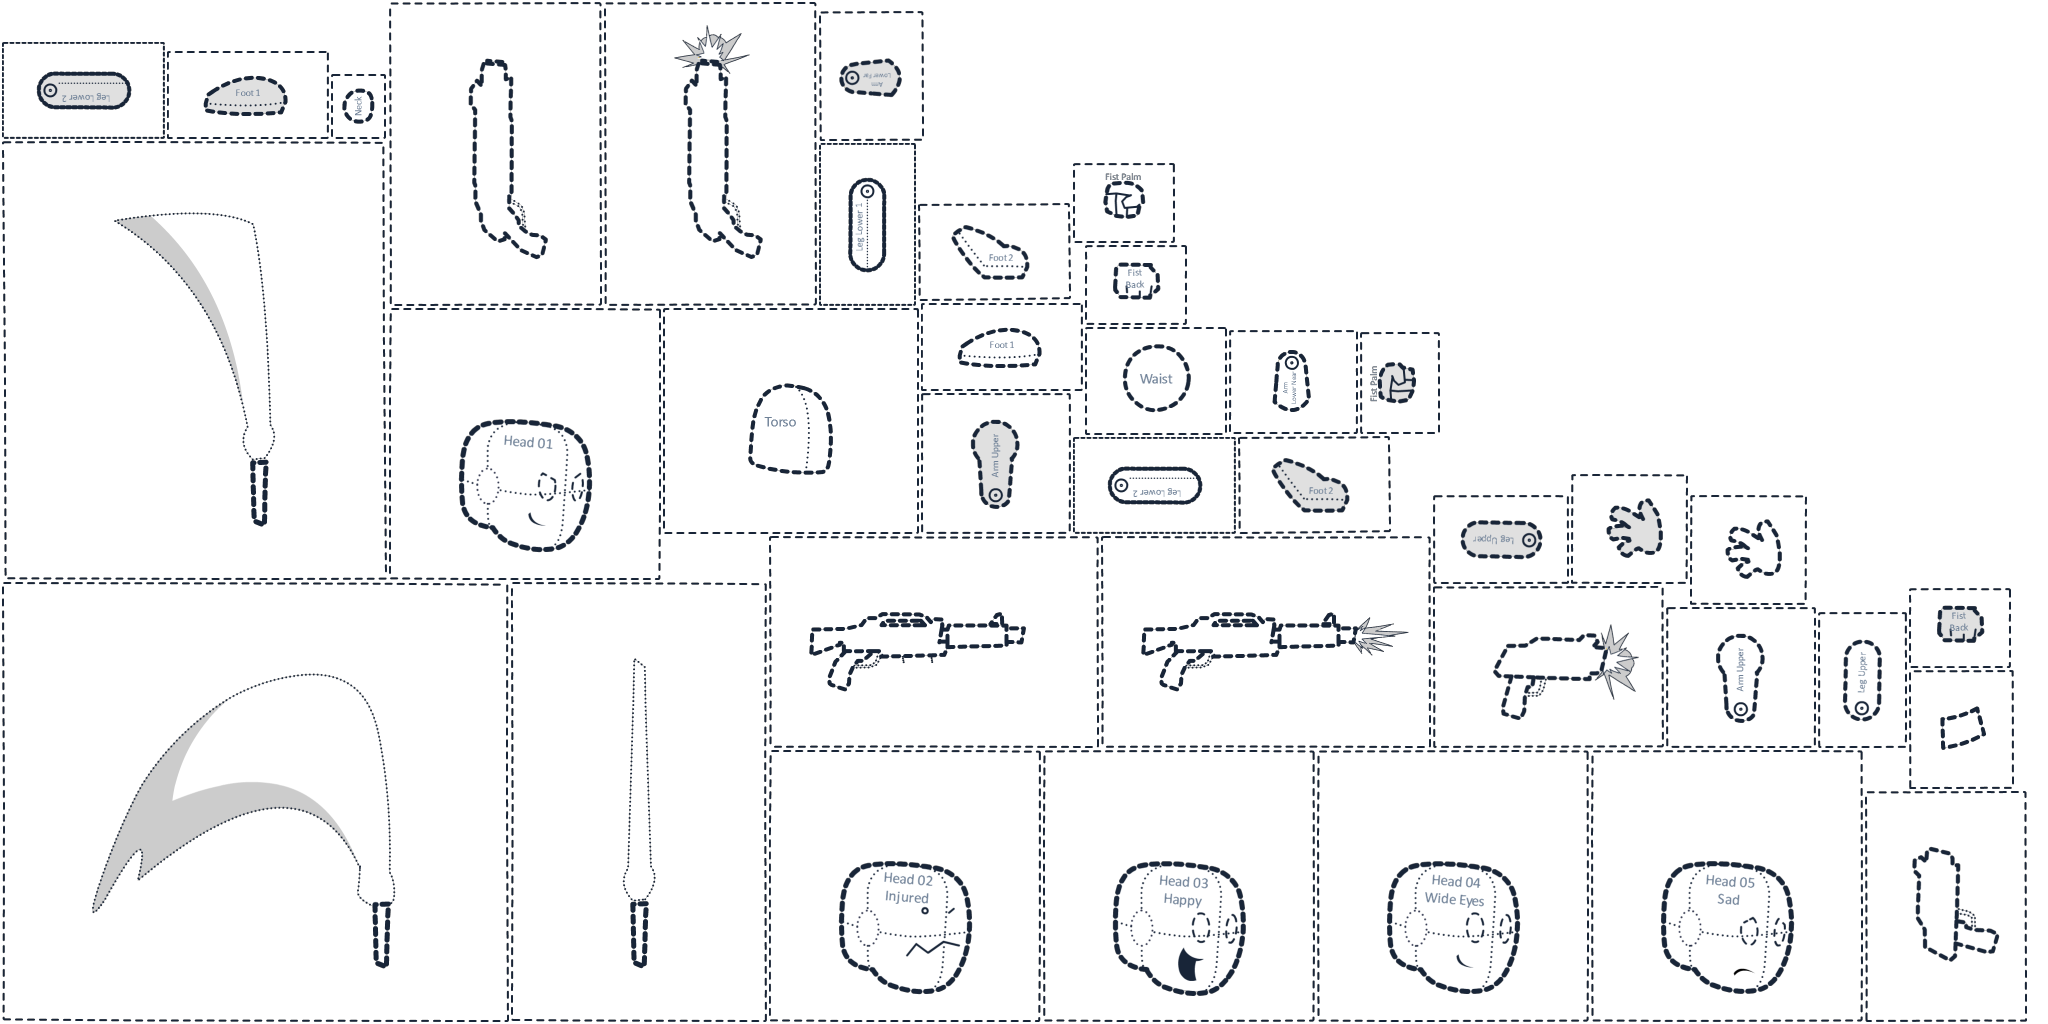 Leg Lower 2
Foot 1
Neck
Arm
Lower Far
Leg Lower 1
Foot 2
Fist Palm
Fist
Back
Foot 1
Waist
Arm
Lower Near
Fist Palm
Head 01
Torso
Arm Upper
Leg Lower 2
Foot 2
Leg Upper
Arm Upper
Leg Upper
Fist
Back
Head 02
Injured
Head 03
Happy
Head 04
Wide Eyes
Head 05
Sad